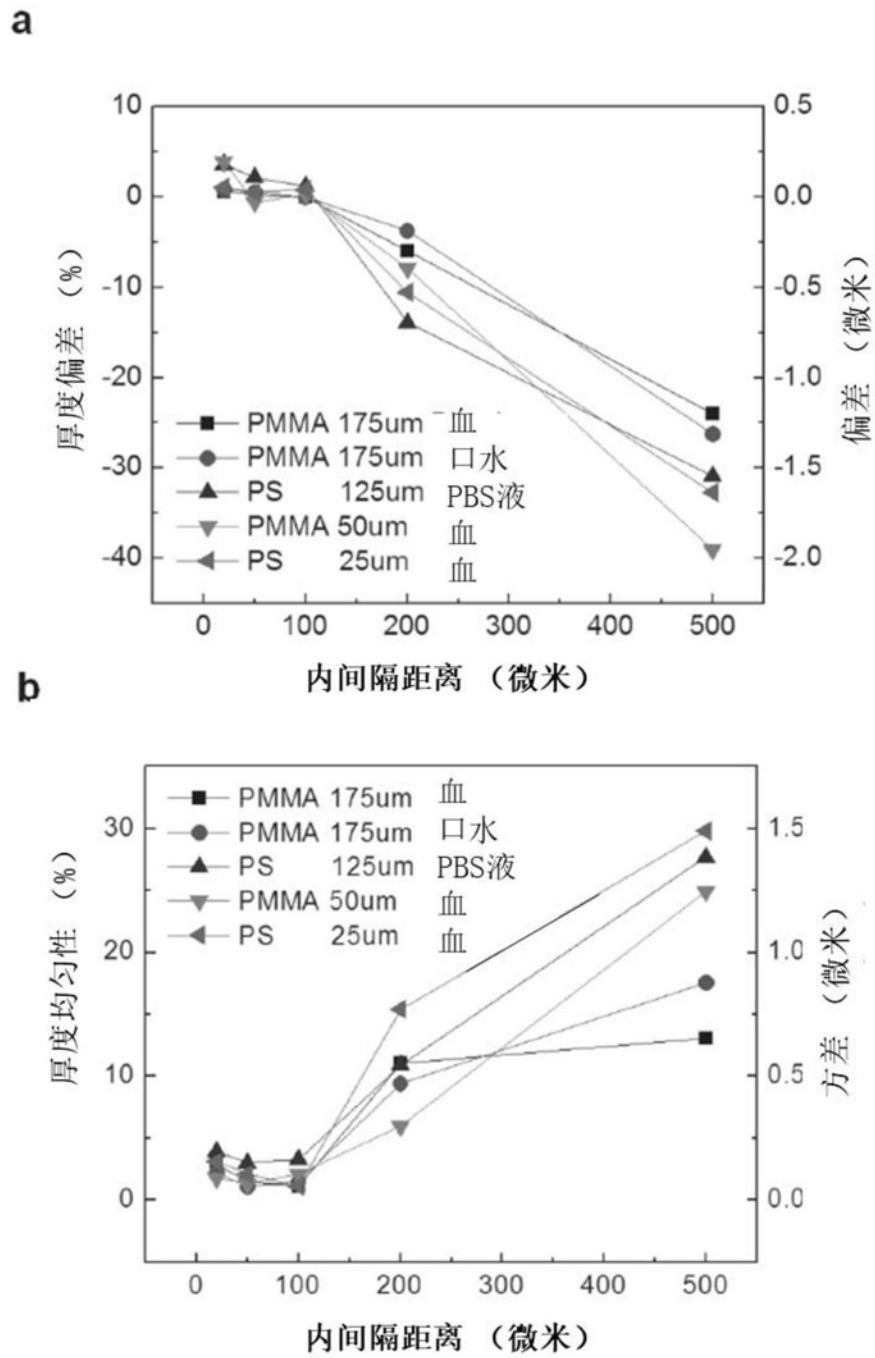 a
10
0
-10
-20
-30
-40
厚度偏差 (%)
0.5
0.0
-0.5
-1.0
-1.5
-2.0
偏差 (微米)
PMMA 175um 血
PMMA 175um 口水
PS 125um PBS液
PMMA 50um 血
PS 25um 血
0 100 200 300 400 500
内间隔距离 (微米)
b
30
20
10
0
厚度均匀性 (%)
1.5
1.0
0.5
0.0
方差 (微米)
PMMA 175um 血
PMMA 175um 口水
PS 125um PBS液
PMMA 50um 血
PS 25um 血
0 100 200 300 400 500
内间隔距离 (微米)